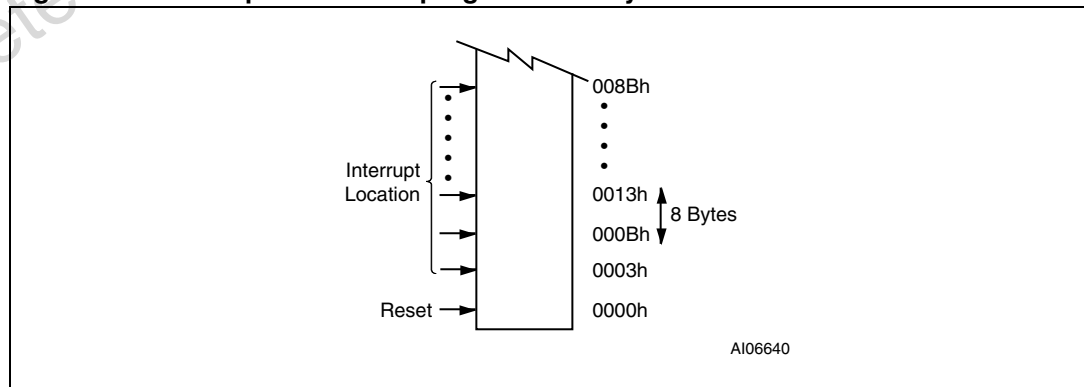 008Bh
Interrupt
Location
0013h
8 Bytes
000Bh
0003h
Reset
0000h
AI06640